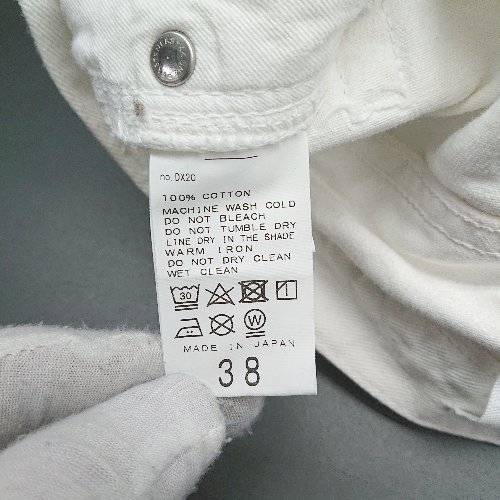 no. DX20
100% COTTON
MACHINE WASH COLD
DO NOT BLEACH
DO NOT TUMBLE DRY
LINE DRY IN THE SHADE
WARM IRON
DO NOT DRY CLEAN
WET CLEAN
30
W
MADE IN JAPAN
38